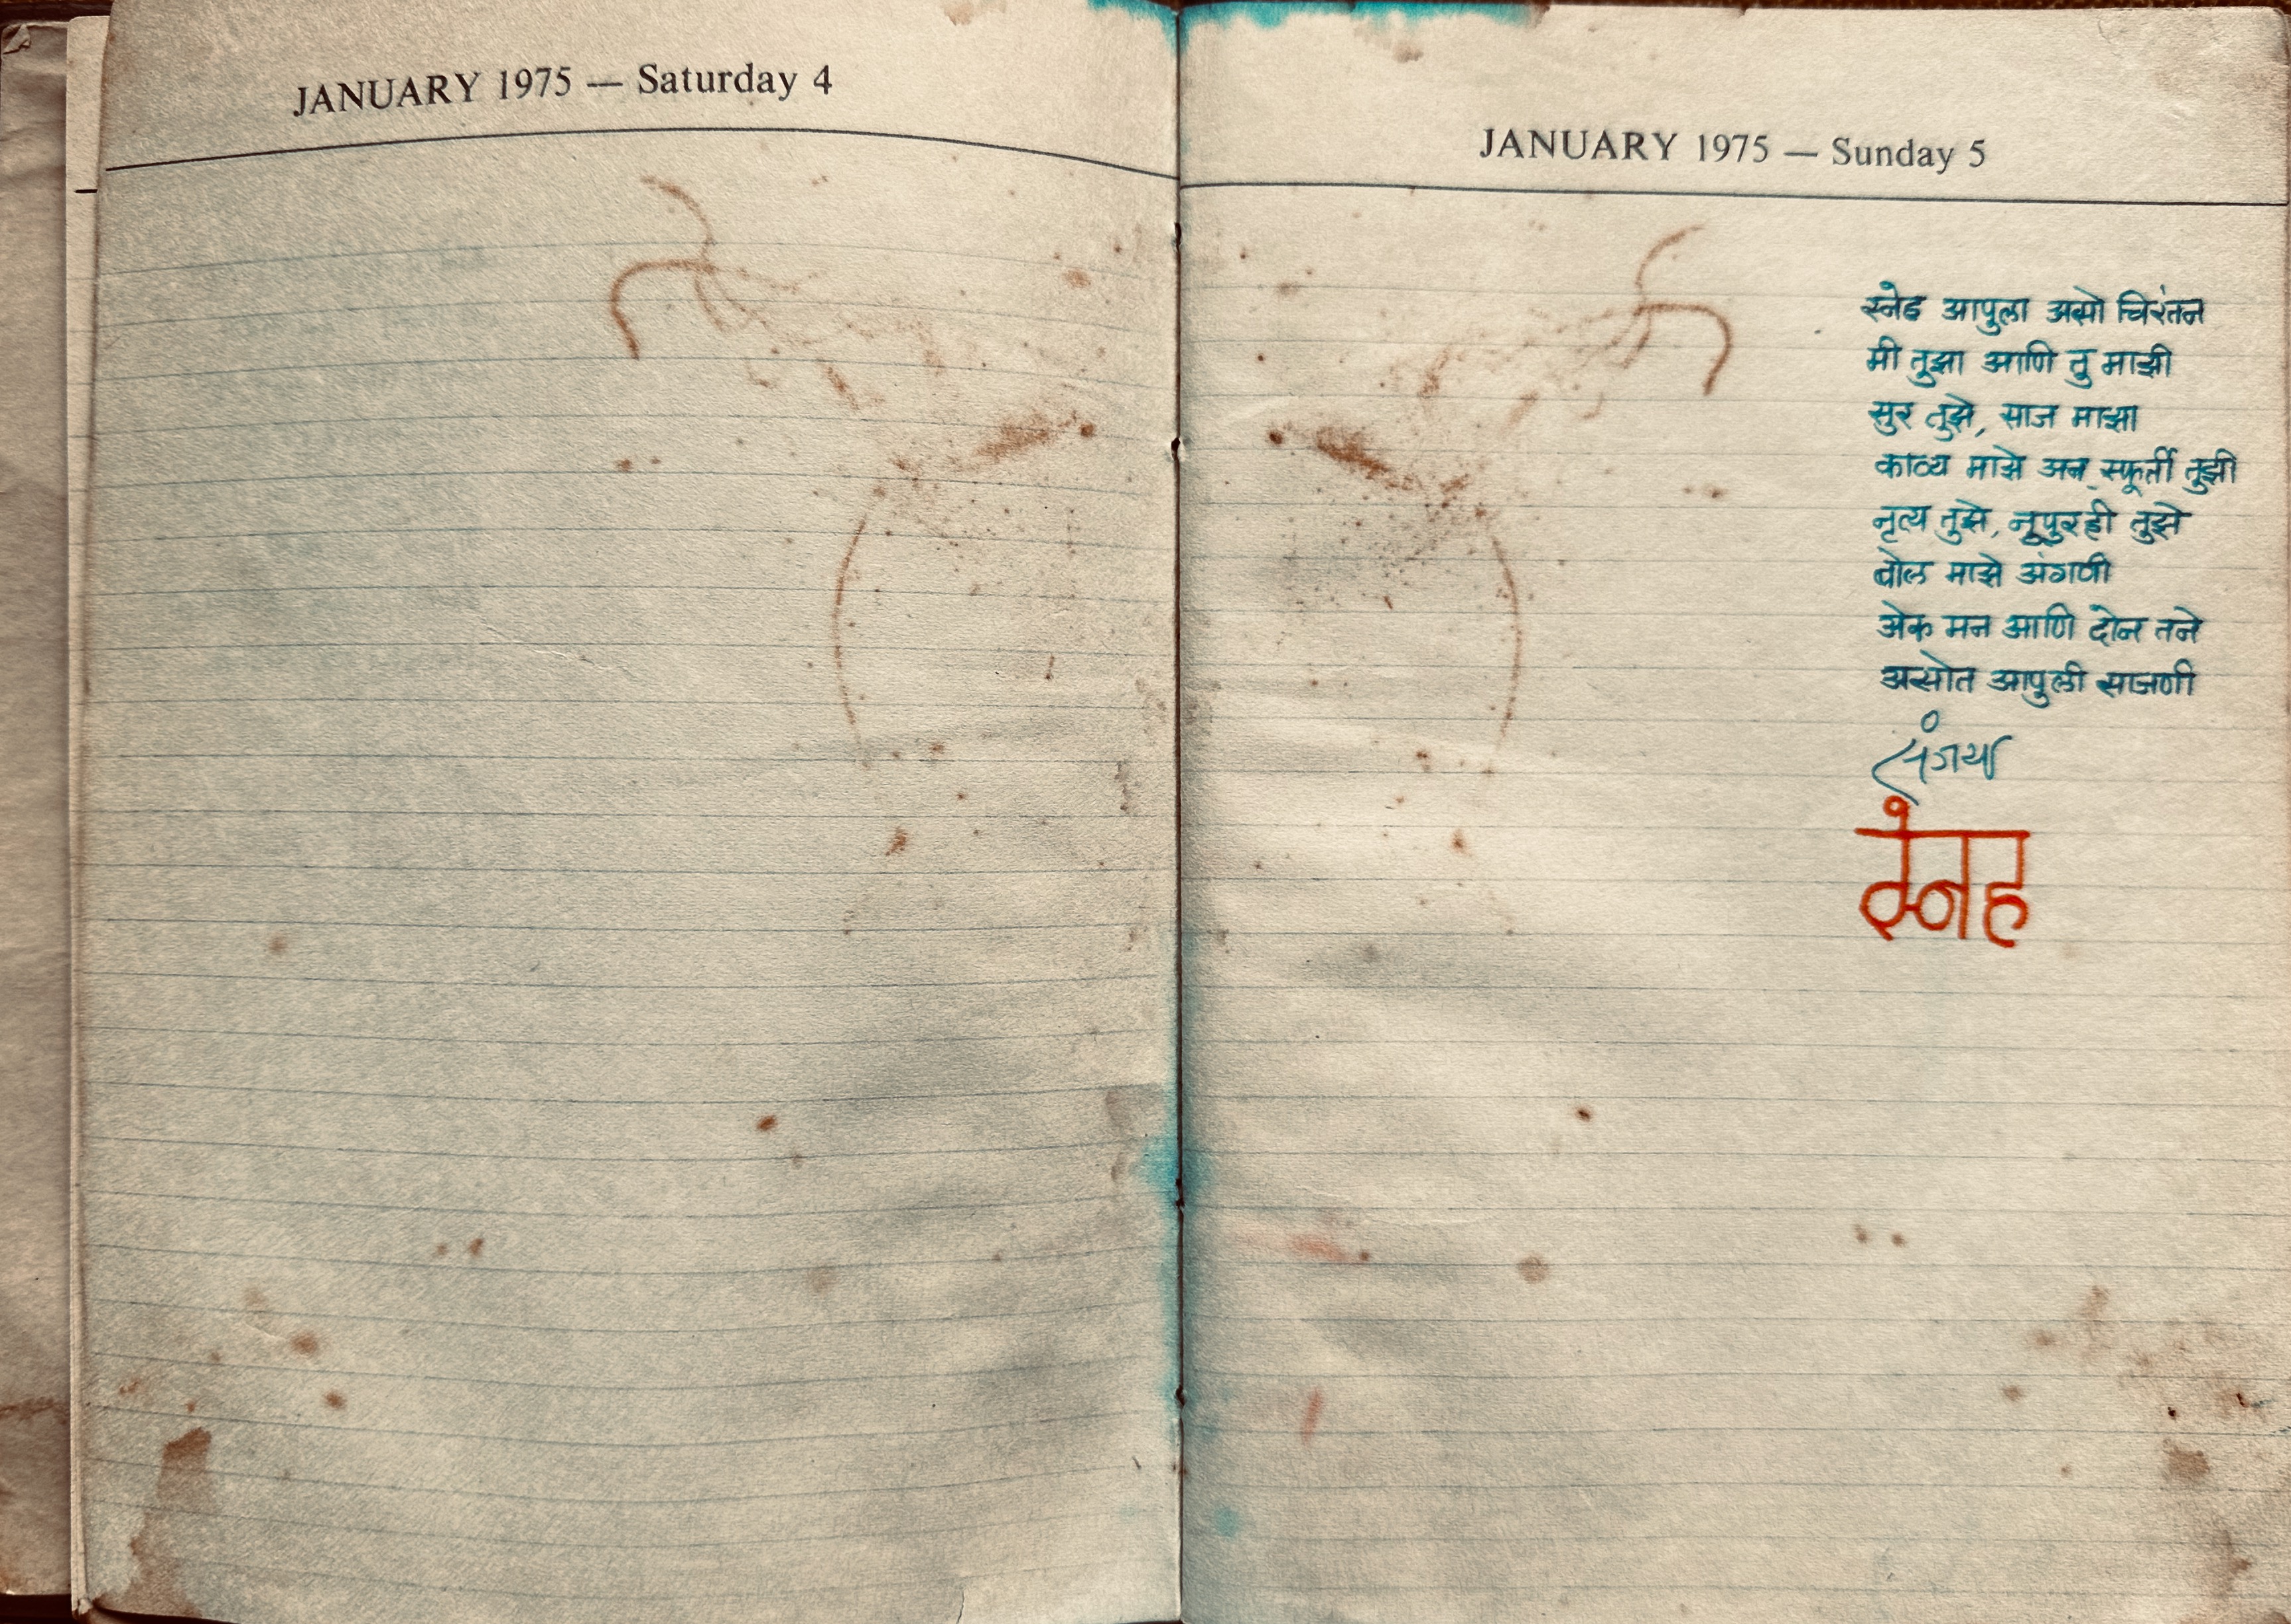 JANUARY 1975 — Saturday 4
JANUARY 1975 — Sunday 5
स्नेह आपुला असो चिरंतन
मी तुझा आणि तु माझी
सुर तुझे, साज माझा
काव्य माझे अन् स्फूर्ती तुझी
नृत्य तुझे, नूपुरही तुझे
बोल माझे अंगणी
अेक मन आणि दोन तने
असोत आपुली साजणी
स्नेह